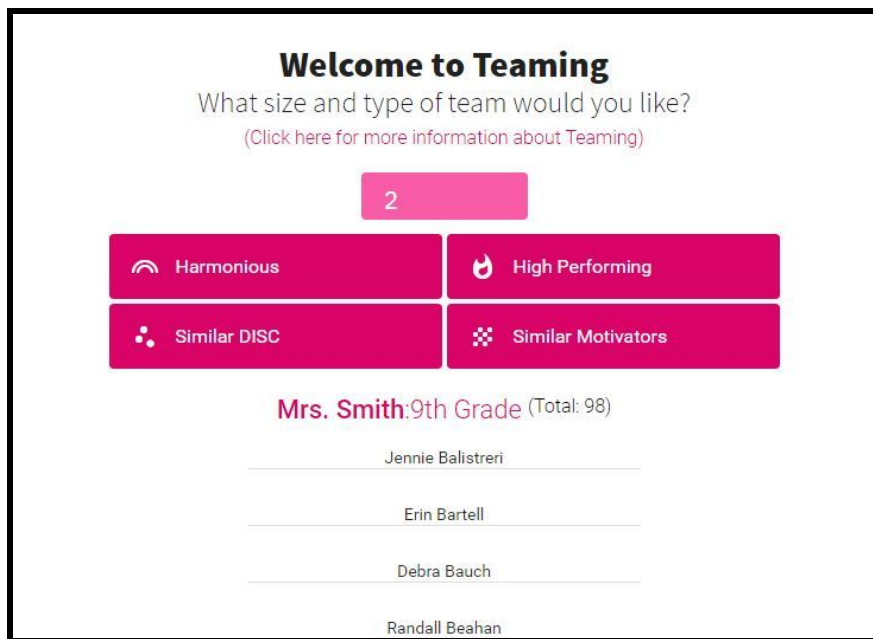 Welcome to Teaming
What size and type of team would you like?
(Click here for more information about Teaming)
2
Harmonious
High Performing
Similar DISC
Similar Motivators
Mrs. Smith:9th Grade (Total: 98)
Jennie Balistreri
Erin Bartell
Debra Bauch
Randall Beahan